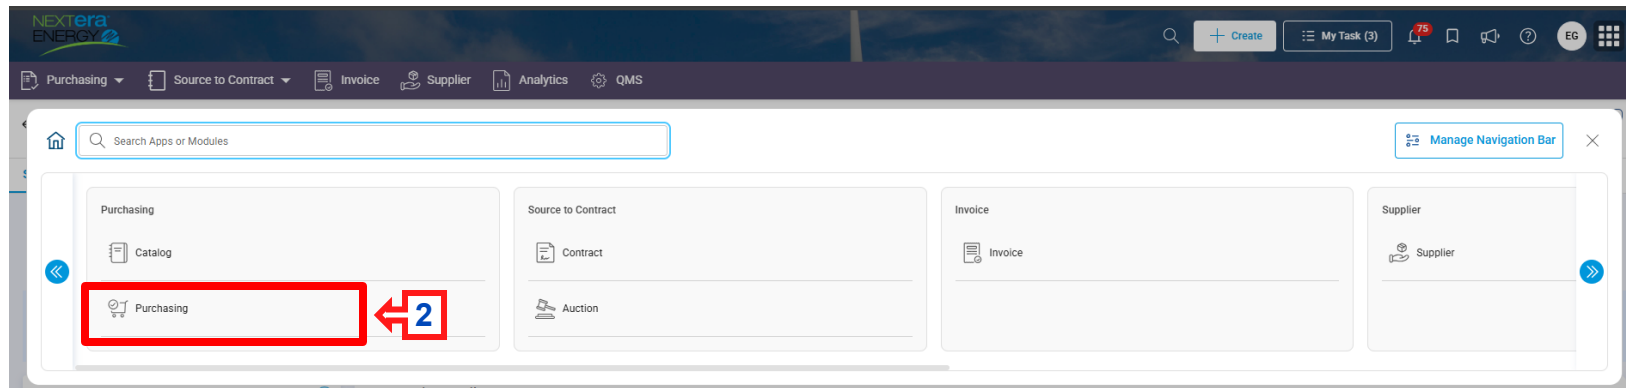 NEXTera
ENERGY
Create
My Task (3)
75
EG
Purchasing
Source to Contract
Invoice
Supplier
Analytics
QMS
Search Apps or Modules
Manage Navigation Bar
Purchasing
Source to Contract
Invoice
Supplier
Catalog
Contract
Invoice
Supplier
Purchasing
2
Auction